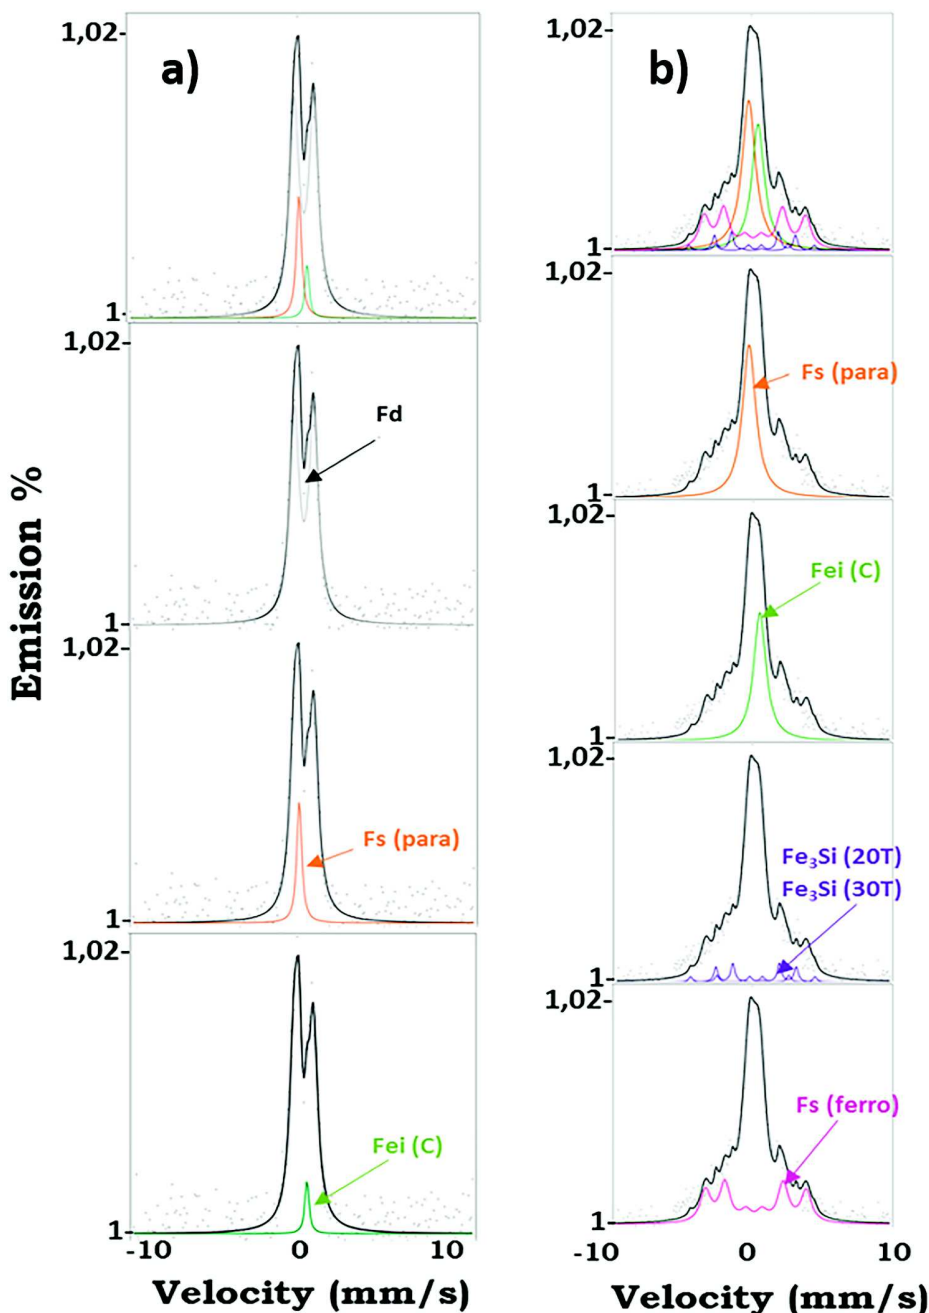 Emission %
a)
1,02-
1-
1,02-
Fd
1-
1,02-
Fs (para)
1-
1,02-
Fei (C)
1-
-10 0 10
Velocity (mm/s)
b)
1,02-
1-
1,02-
Fs (para)
1-
1,02-
Fei (C)
1-
1,02-
Fe₃Si (20T)
Fe₃Si (30T)
1-
1,02-
Fs (ferro)
1-
-10 0 10
Velocity (mm/s)